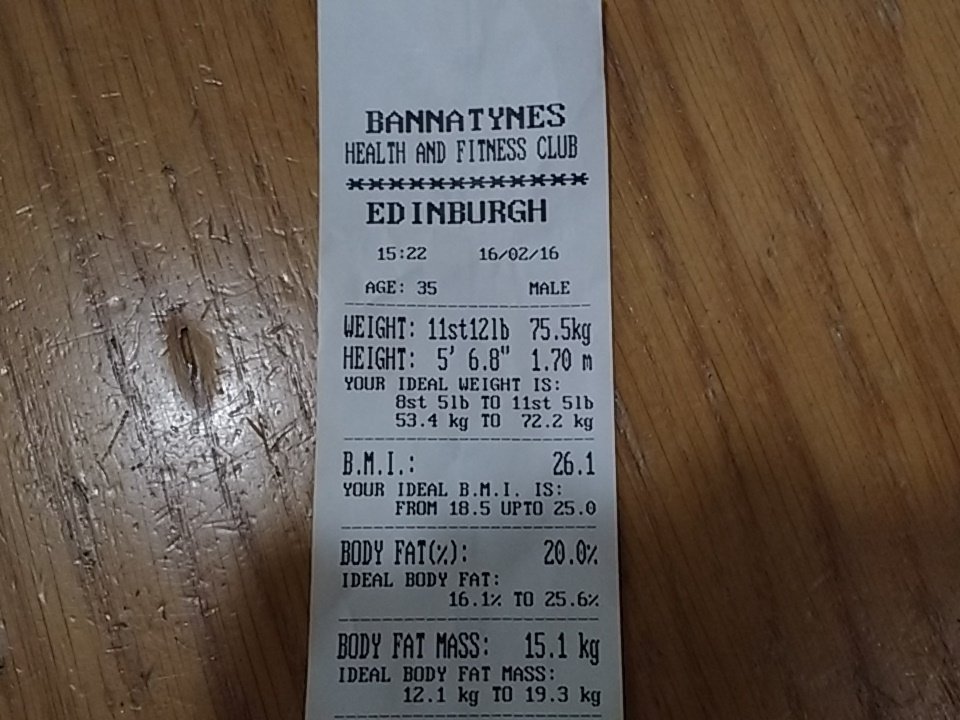 BANNATYNES
HEALTH AND FITNESS CLUB
************
EDINBURGH
15:22 16/02/16
AGE: 35 MALE
WEIGHT: 11st12lb 75.5kg
HEIGHT: 5' 6.8" 1.70 m
YOUR IDEAL WEIGHT IS:
8st 5lb TO 11st 5lb
53.4 kg TO 72.2 kg
B.M.I.: 26.1
YOUR IDEAL B.M.I. IS:
FROM 18.5 UPTO 25.0
BODY FAT(%): 20.0%
IDEAL BODY FAT:
16.1% TO 25.6%
BODY FAT MASS: 15.1 kg
IDEAL BODY FAT MASS:
12.1 kg TO 19.3 kg